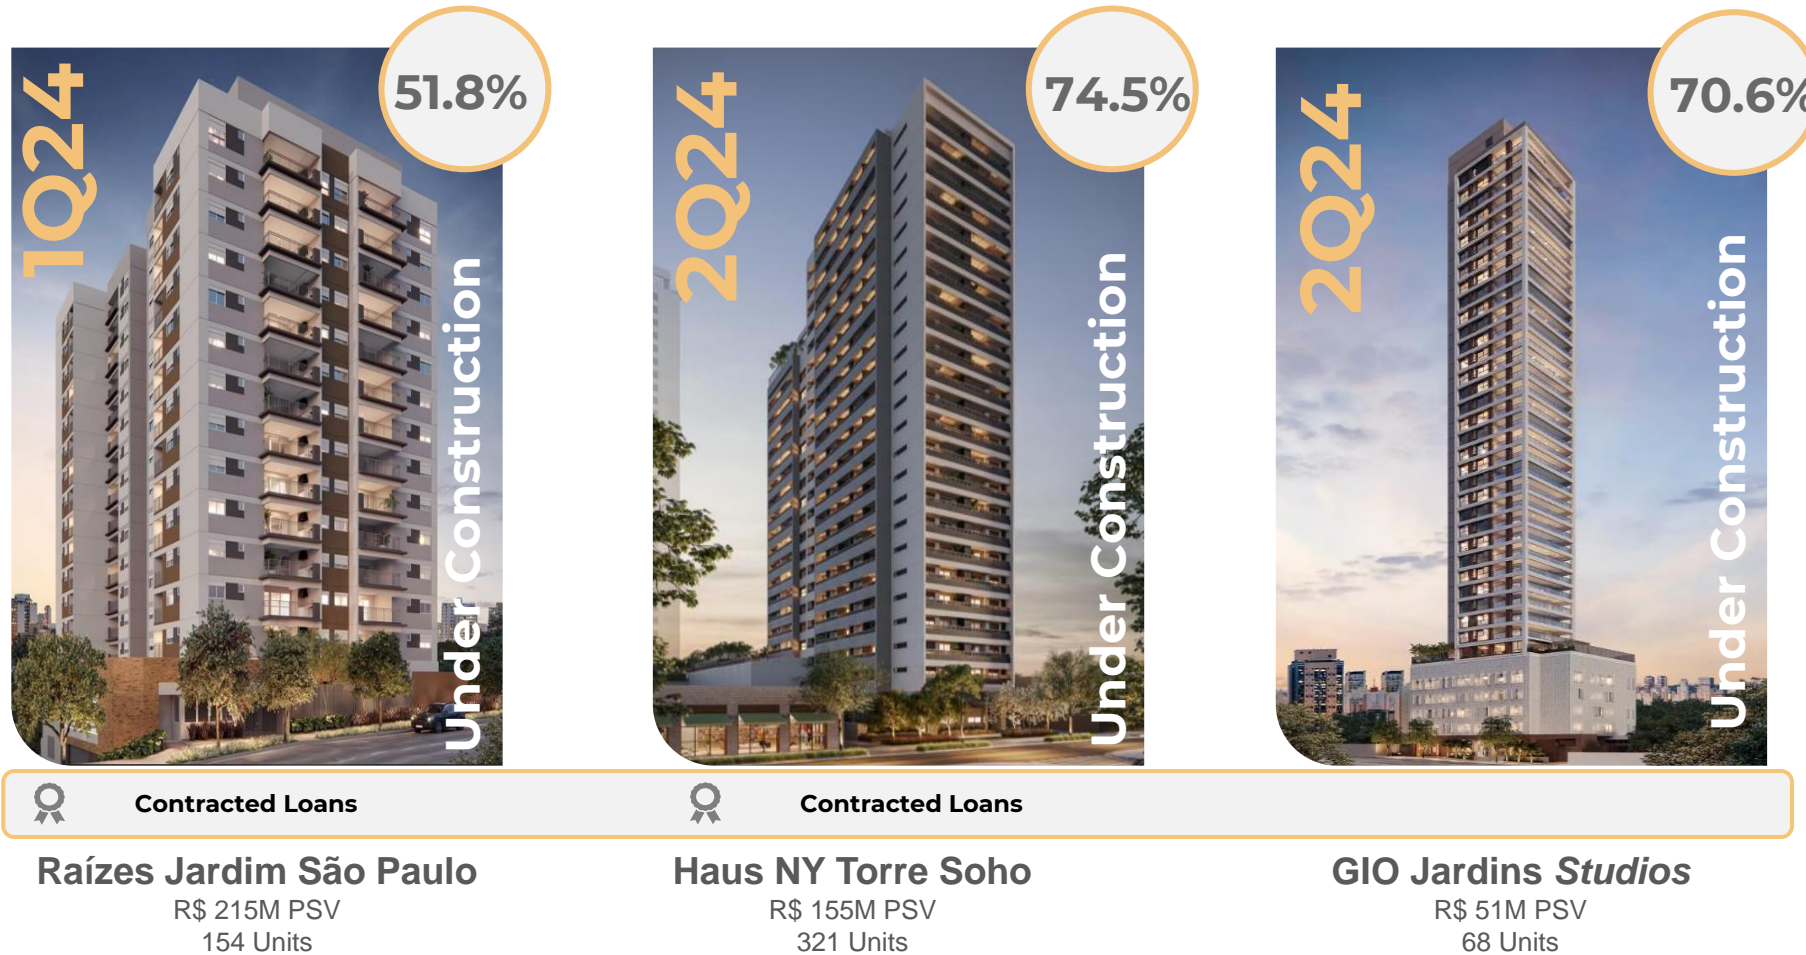 1Q24
51.8%
Under Construction
2Q24
74.5%
Under Construction
2Q24
70.6%
Under Construction
Contracted Loans
Contracted Loans
Raízes Jardim São Paulo
R$ 215M PSV
154 Units
Haus NY Torre Soho
R$ 155M PSV
321 Units
GIO Jardins Studios
R$ 51M PSV
68 Units